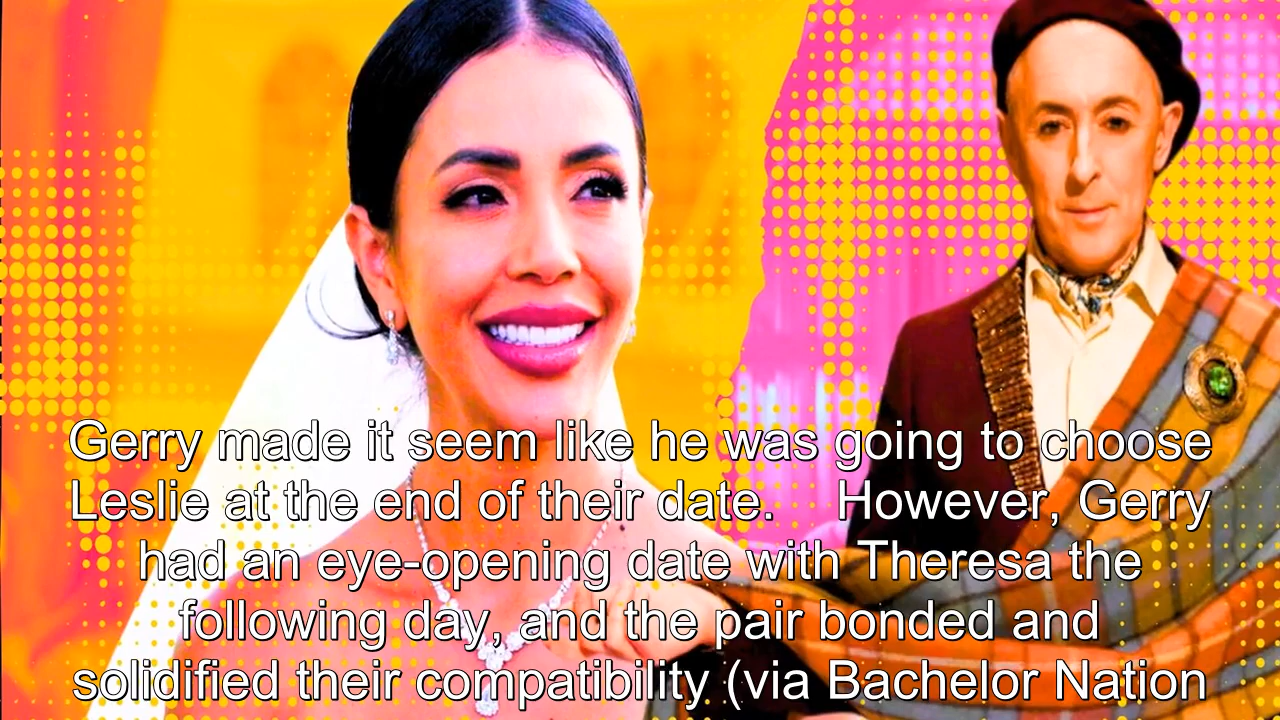 Gerry made it seem like he was going to choose
Leslie at the end of their date.    However, Gerry
had an eye-opening date with Theresa the
following day, and the pair bonded and
solidified their compatibility (via Bachelor Nation